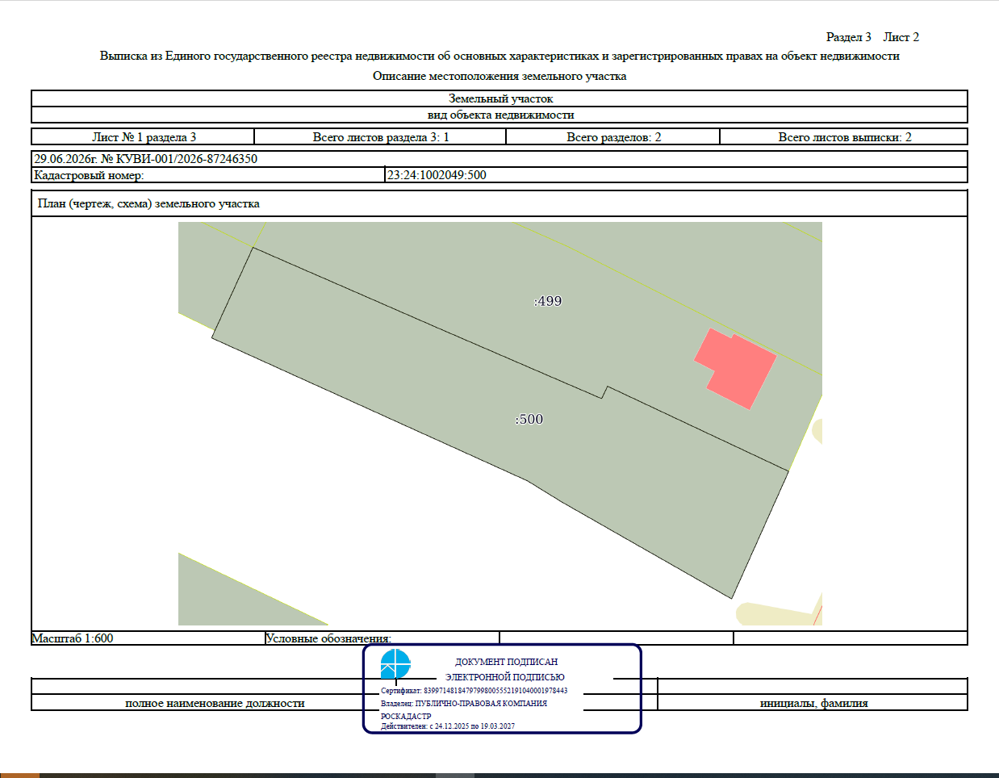 Раздел 3 Лист 2
Выписка из Единого государственного реестра недвижимости об основных характеристиках и зарегистрированных правах на объект недвижимости
Описание местоположения земельного участка
Земельный участок
вид объекта недвижимости
Лист № 1 раздела 3 Всего листов раздела 3: 1 Всего разделов: 2 Всего листов выписки: 2
29.06.2026г. № КУВИ-001/2026-87246350
Кадастровый номер: 23:24:1002049:500
План (чертеж, схема) земельного участка
:499
:500
Масштаб 1:600 Условные обозначения:
ДОКУМЕНТ ПОДПИСАН
ЭЛЕКТРОННОЙ ПОДПИСЬЮ
Сертификат: 83997148184797998005552191040001978443
Владелец: ПУБЛИЧНО-ПРАВОВАЯ КОМПАНИЯ
РОСКАДАСТР
Действителен: с 24.12.2025 по 19.03.2027
полное наименование должности инициалы, фамилия